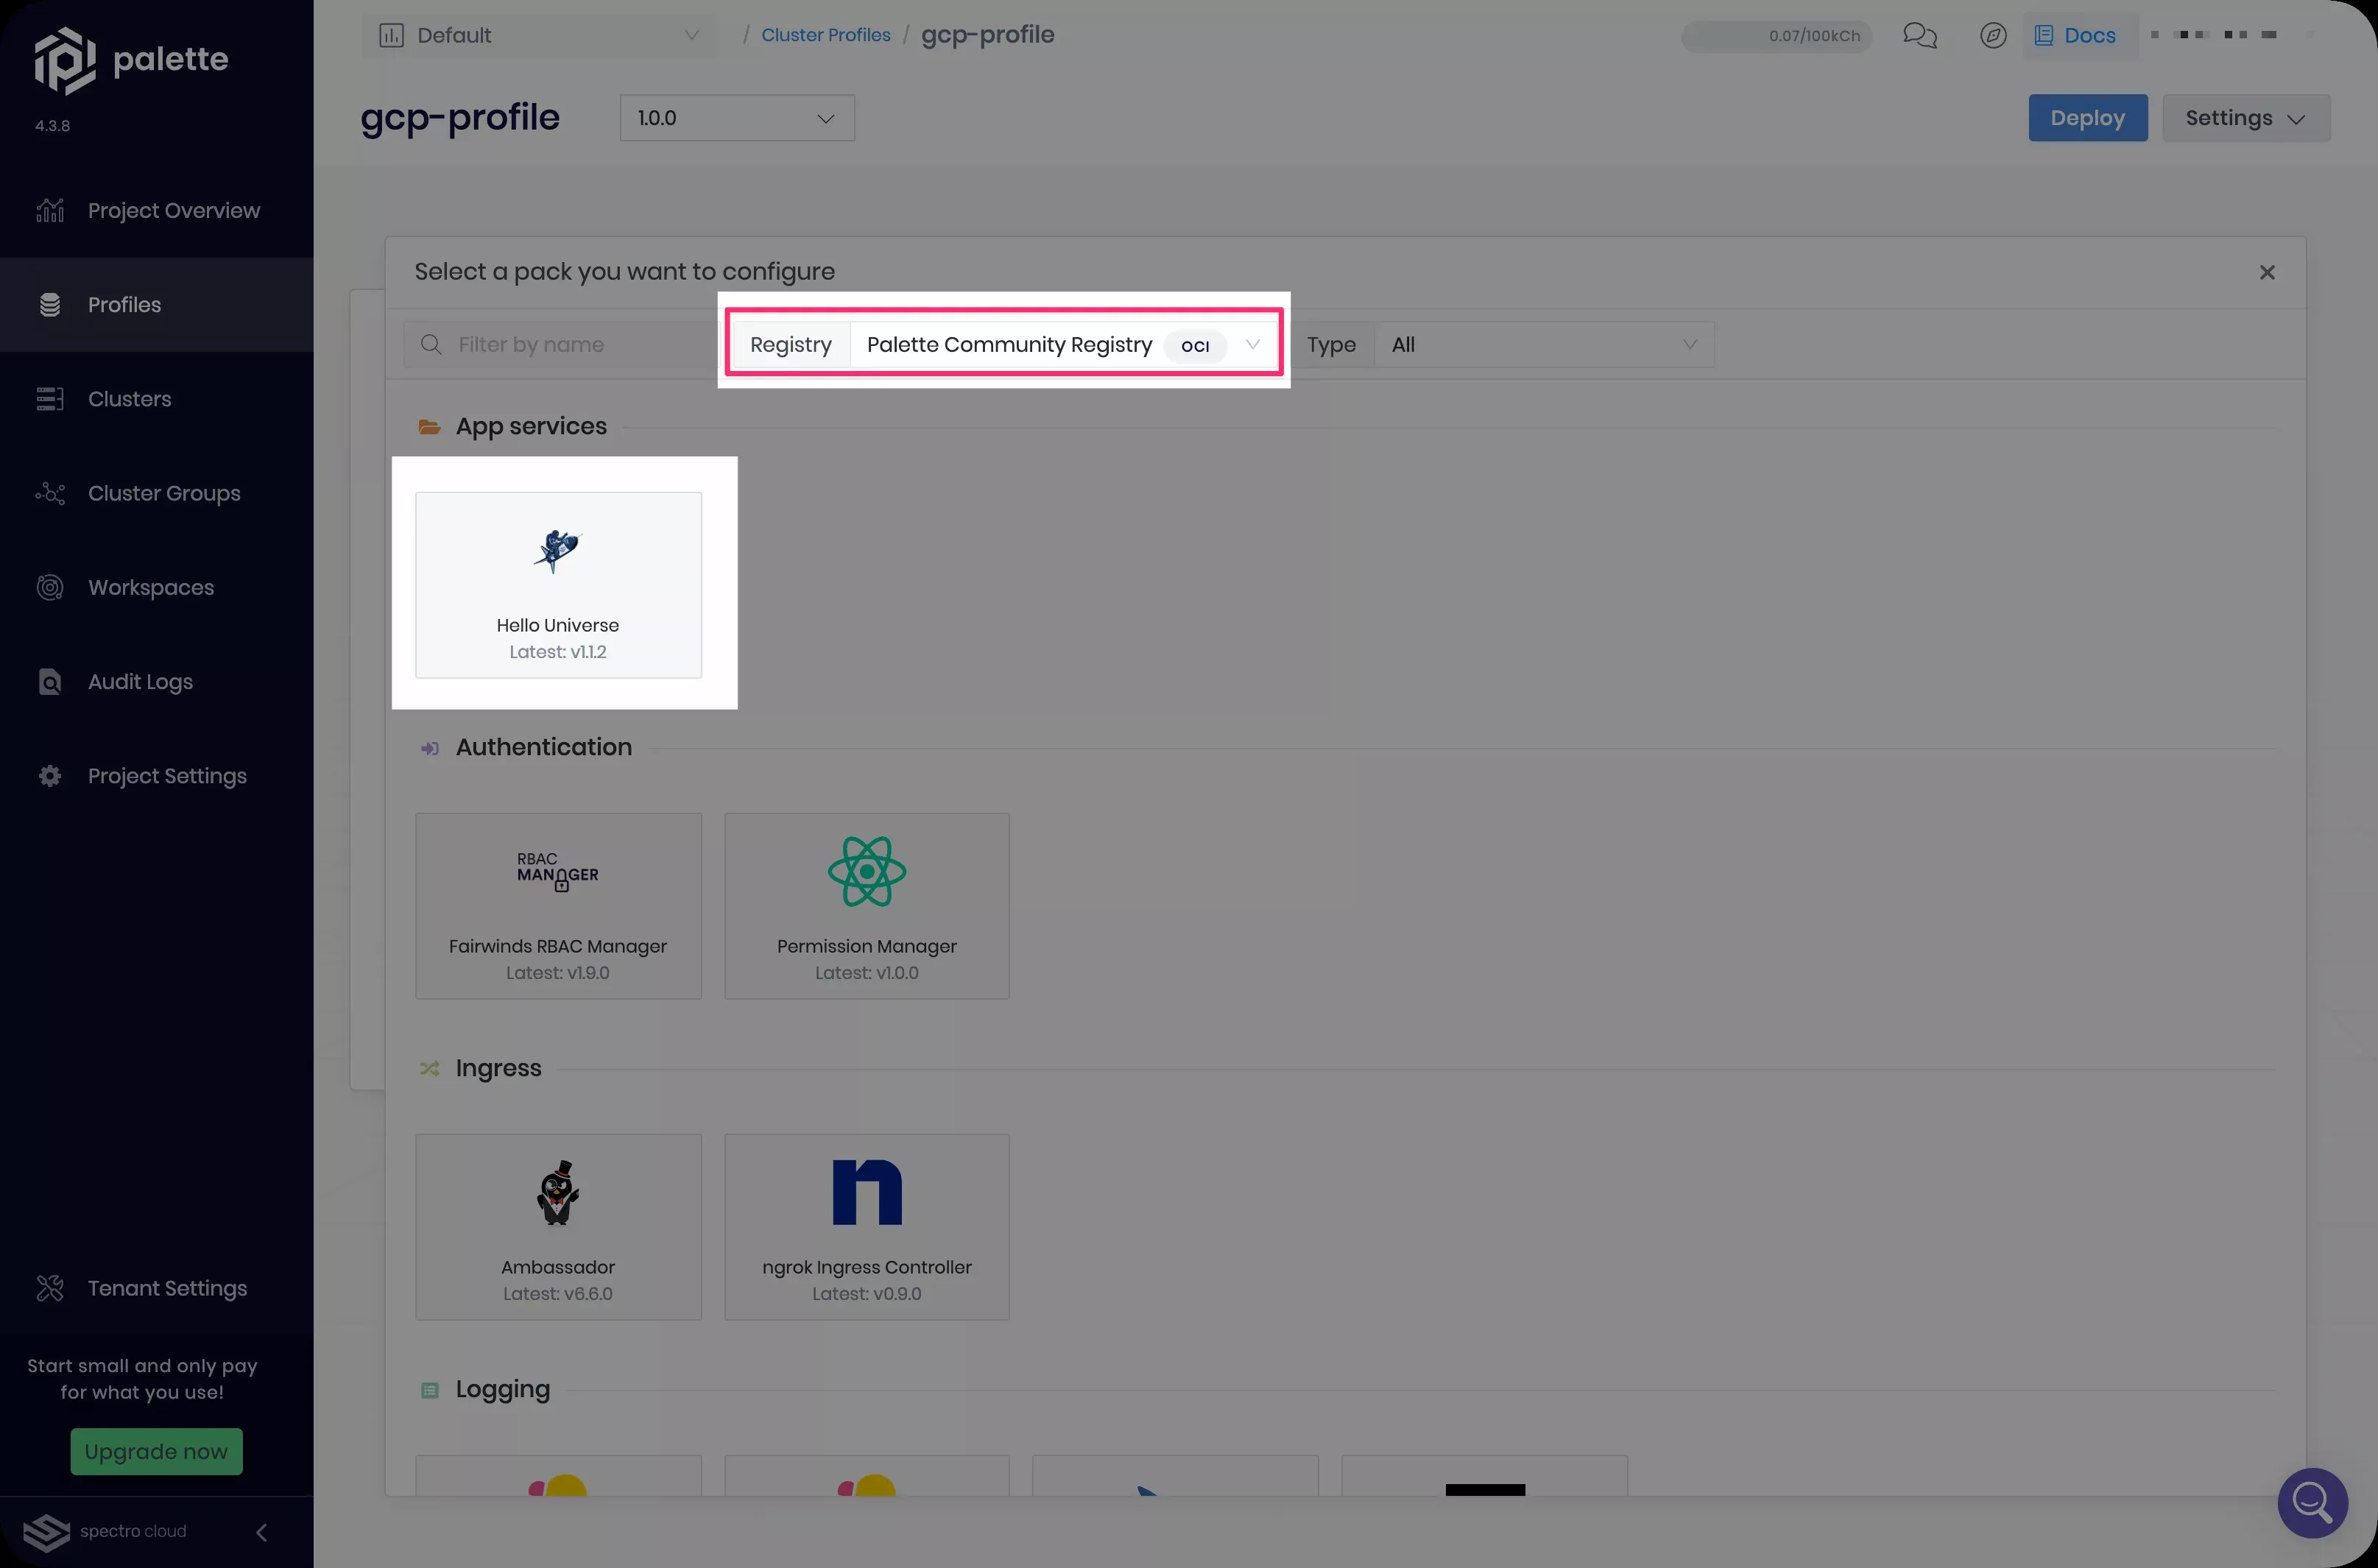 palette
4.3.8
Project Overview
Profiles
Clusters
Cluster Groups
Workspaces
Audit Logs
Project Settings
Tenant Settings
Start small and only pay
for what you use!
Upgrade now
spectro cloud
Default
/ Cluster Profiles / gcp-profile
0.07/100kCh
Docs
gcp-profile
1.0.0
Deploy
Settings
Select a pack you want to configure
Filter by name
Registry
Palette Community Registry
OCI
Type
All
App services
Hello Universe
Latest: v1.1.2
Authentication
RBAC
MANAGER
Fairwinds RBAC Manager
Latest: v1.9.0
Permission Manager
Latest: v1.0.0
Ingress
Ambassador
Latest: v6.6.0
n
ngrok Ingress Controller
Latest: v0.9.0
Logging